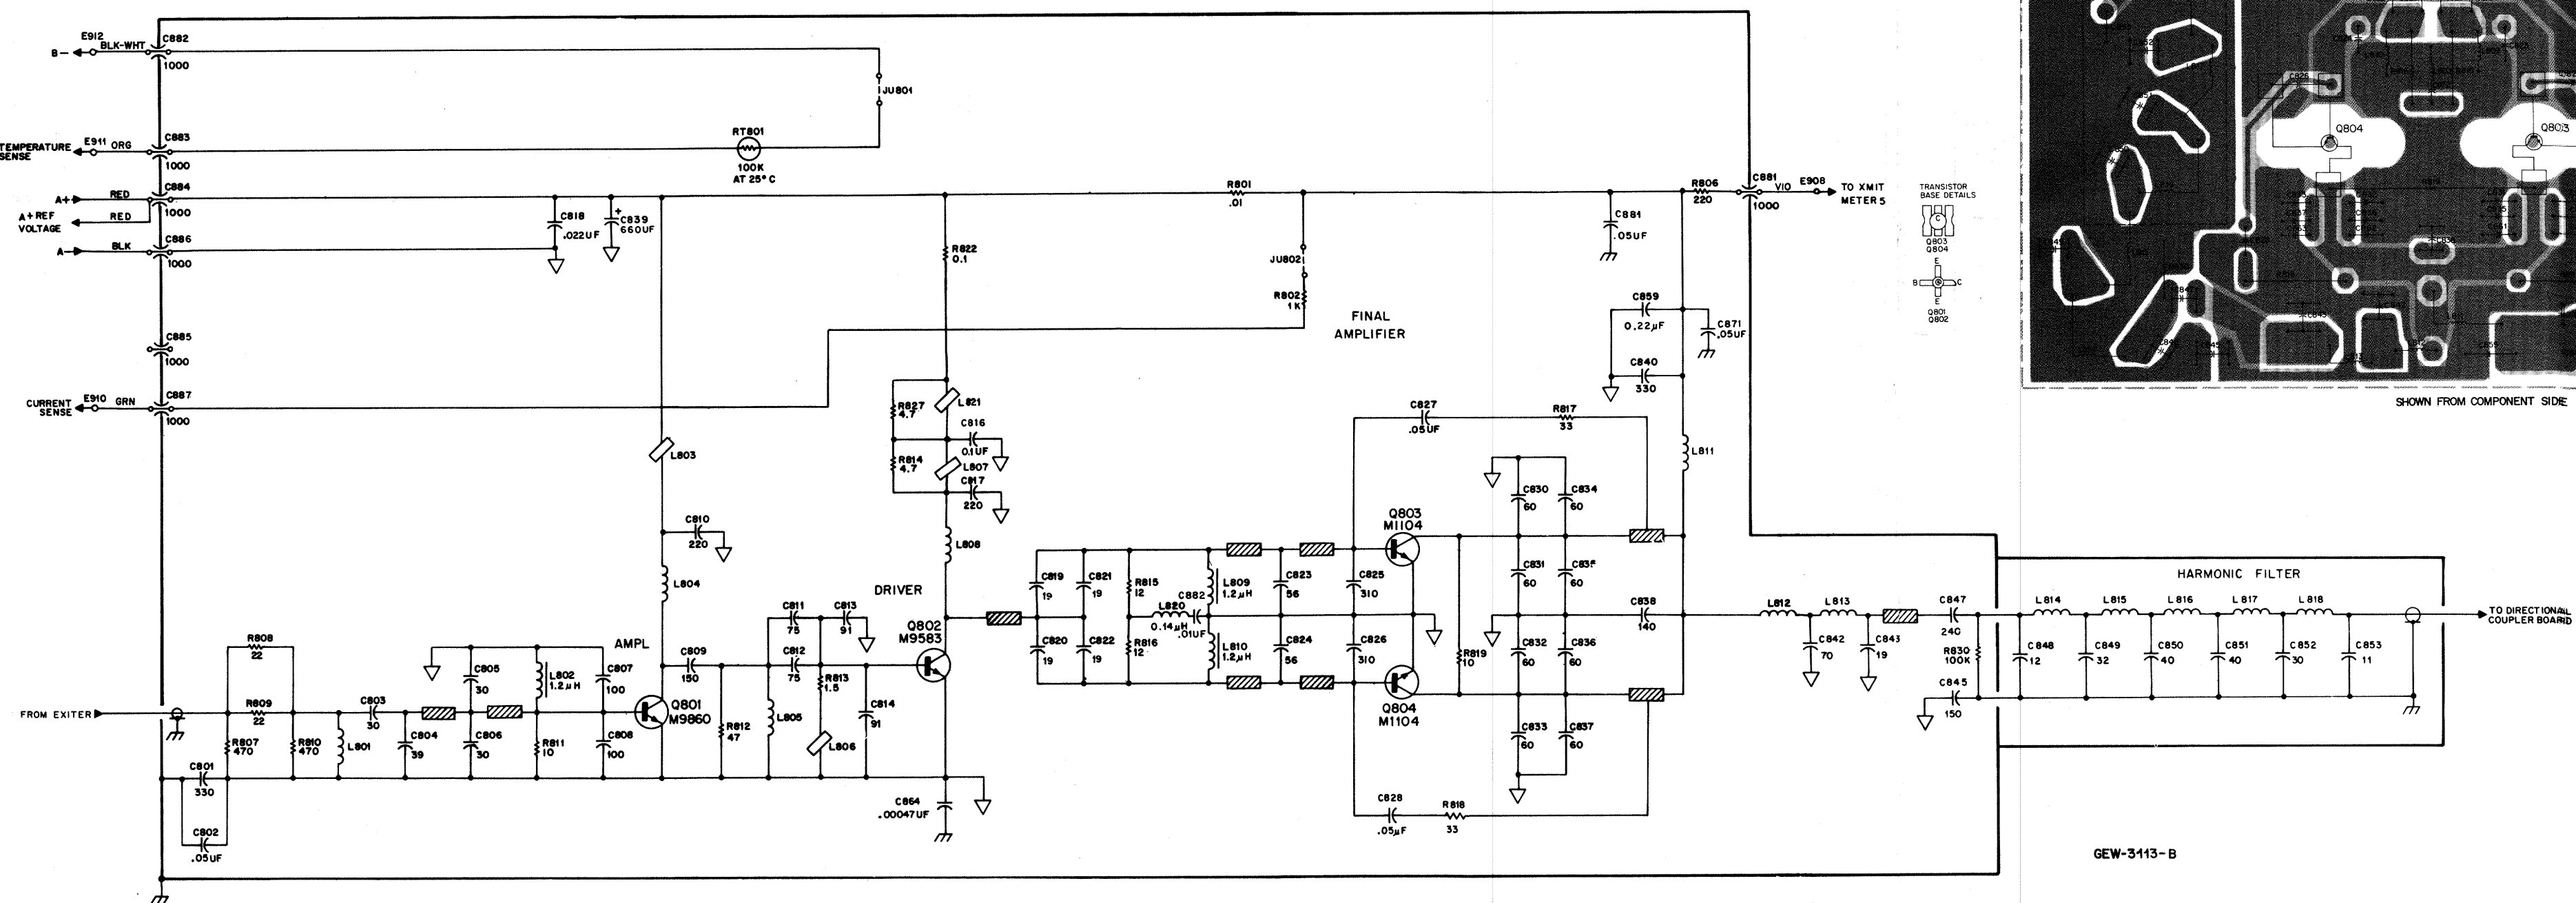 E912
BLK-WHT
C882
B-
1000
JU801
TEMPERATURE
SENSE
E911
ORG
C883
1000
RT801
100K
AT 25°C
A+
RED
C884
1000
A+REF
VOLTAGE
RED
A-
BLK
C886
1000
C818
.022UF
+
C839
660UF
R822
0.1
R801
.01
JU802
R802
1K
C881
.05UF
R806
220
C881
1000
VIO
E908
TO XMIT
METER 5
C885
1000
CURRENT
SENSE
E910
GRN
C887
1000
FINAL
AMPLIFIER
C859
0.22µF
C871
.05UF
C840
330
TRANSISTOR
BASE DETAILS
C
Q803
Q804
E
B
C
E
Q801
Q802
Q804
Q803
SHOWN FROM COMPONENT SIDE
L803
R827
4.7
L821
C816
0.1UF
R814
4.7
L807
C817
220
C827
.05UF
R817
33
L811
C810
220
L804
L808
Q803
M1104
C830
60
C834
60
C831
60
60
DRIVER
AMPL
C811
75
C813
91
Q802
M9583
C809
150
C812
75
R813
1.5
C814
91
R812
47
L805
L806
C819
19
C821
19
R815
12
L809
1.2µH
C823
56
C825
310
C882
.01UF
L820
0.14µH
C820
19
C822
19
R816
12
L810
1.2µH
C824
56
C826
310
Q804
M1104
R819
10
C832
60
C836
60
C833
60
C837
60
C838
140
L812
L813
C842
70
C843
19
C847
240
R830
100K
C845
150
HARMONIC FILTER
L814
L815
L816
L817
L818
C848
12
C849
32
C850
40
C851
40
C852
30
C853
11
TO DIRECTIONAL
COUPLER BOARD
FROM EXITER
R808
22
R809
22
R807
470
R810
470
L801
C803
30
C804
39
C805
30
C806
30
L802
1.2µH
R811
10
C807
100
C808
100
Q801
M9860
C801
330
C802
.05UF
C864
.00047UF
C828
.05µF
R818
33
GEW-3113-B